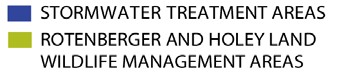 STORMWATER TREATMENT AREAS
ROTENBERGER AND HOLEY LAND
WILDLIFE MANAGEMENT AREAS